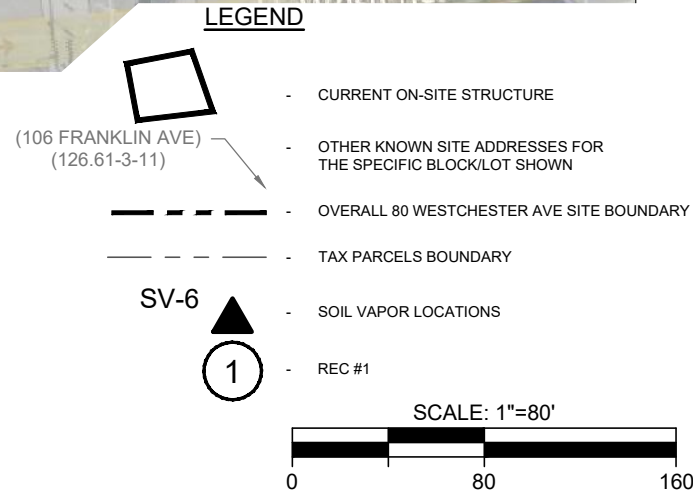 LEGEND
- CURRENT ON-SITE STRUCTURE
(106 FRANKLIN AVE)
(126.61-3-11)
- OTHER KNOWN SITE ADDRESSES FOR
THE SPECIFIC BLOCK/LOT SHOWN
- OVERALL 80 WESTCHESTER AVE SITE BOUNDARY
- TAX PARCELS BOUNDARY
SV-6 - SOIL VAPOR LOCATIONS
1 - REC #1
SCALE: 1"=80'
0 80 160